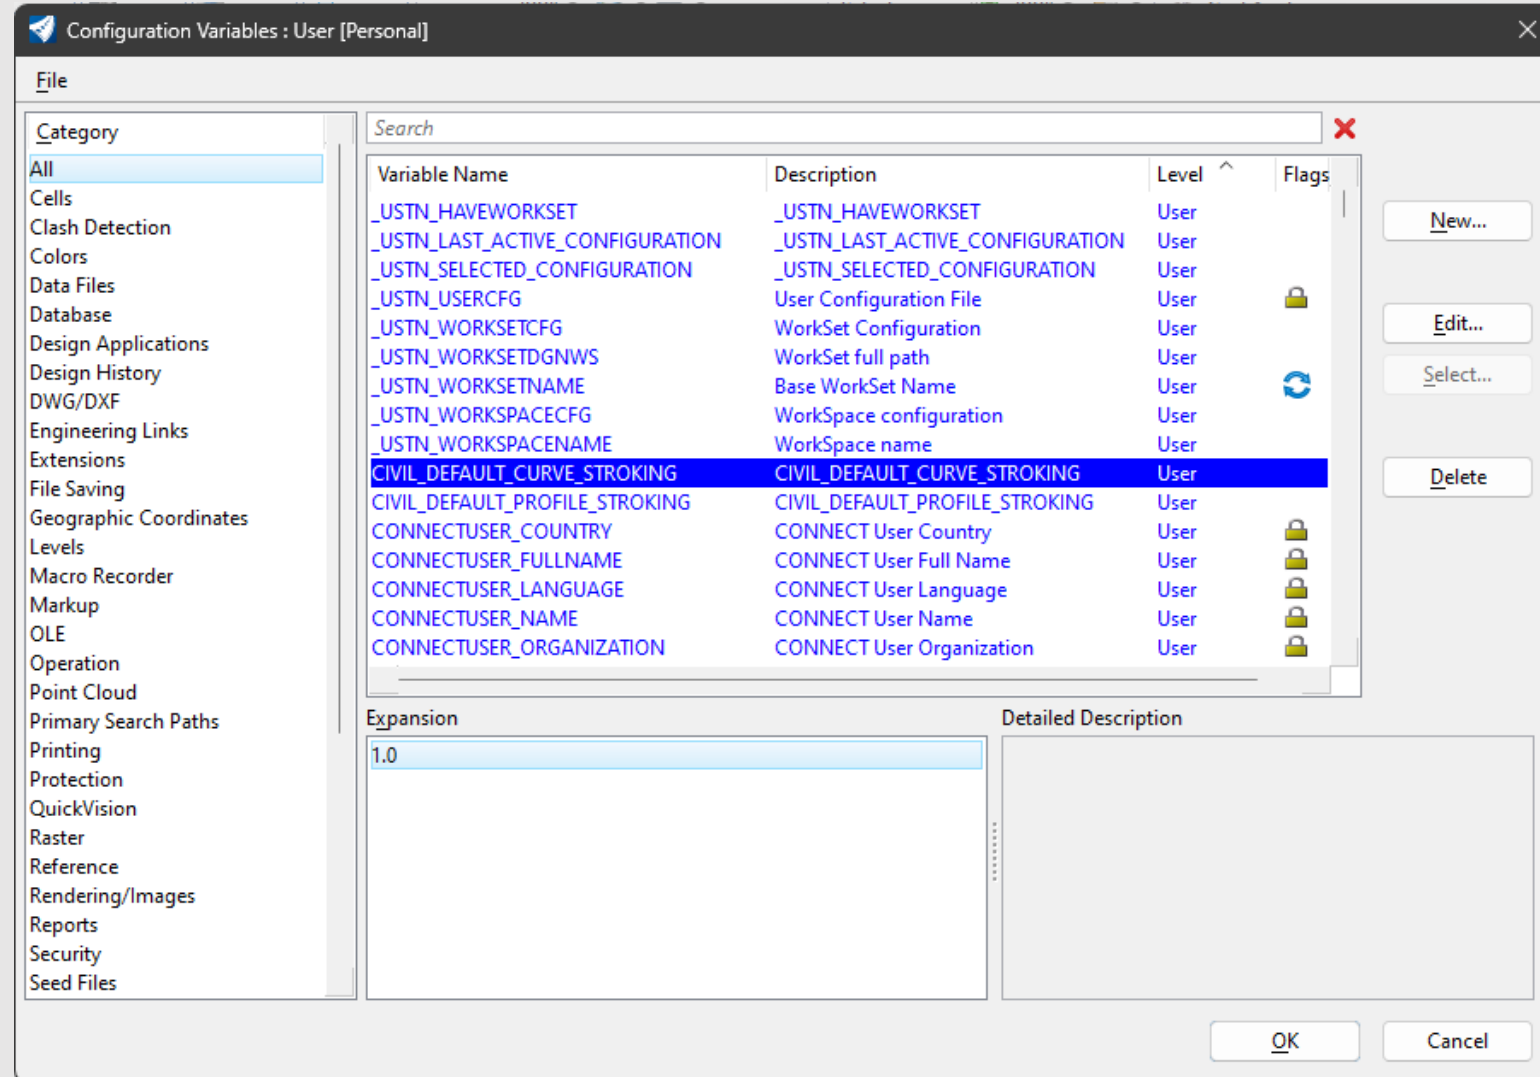 Configuration Variables : User [Personal]
File
Category
All
Cells
Clash Detection
Colors
Data Files
Database
Design Applications
Design History
DWG/DXF
Engineering Links
Extensions
File Saving
Geographic Coordinates
Levels
Macro Recorder
Markup
OLE
Operation
Point Cloud
Primary Search Paths
Printing
Protection
QuickVision
Raster
Reference
Rendering/Images
Reports
Security
Seed Files
Search
Variable Name Description Level Flags
_USTN_HAVEWORKSET _USTN_HAVEWORKSET User
_USTN_LAST_ACTIVE_CONFIGURATION _USTN_LAST_ACTIVE_CONFIGURATION User
_USTN_SELECTED_CONFIGURATION _USTN_SELECTED_CONFIGURATION User
_USTN_USERCFG User Configuration File User
_USTN_WORKSETCFG WorkSet Configuration User
_USTN_WORKSETDGNWS WorkSet full path User
_USTN_WORKSETNAME Base WorkSet Name User
_USTN_WORKSPACECFG WorkSpace configuration User
_USTN_WORKSPACENAME WorkSpace name User
CIVIL_DEFAULT_CURVE_STROKING CIVIL_DEFAULT_CURVE_STROKING User
CIVIL_DEFAULT_PROFILE_STROKING CIVIL_DEFAULT_PROFILE_STROKING User
CONNECTUSER_COUNTRY CONNECT User Country User
CONNECTUSER_FULLNAME CONNECT User Full Name User
CONNECTUSER_LANGUAGE CONNECT User Language User
CONNECTUSER_NAME CONNECT User Name User
CONNECTUSER_ORGANIZATION CONNECT User Organization User
New...
Edit...
Select...
Delete
Expansion
1.0
Detailed Description
OK
Cancel